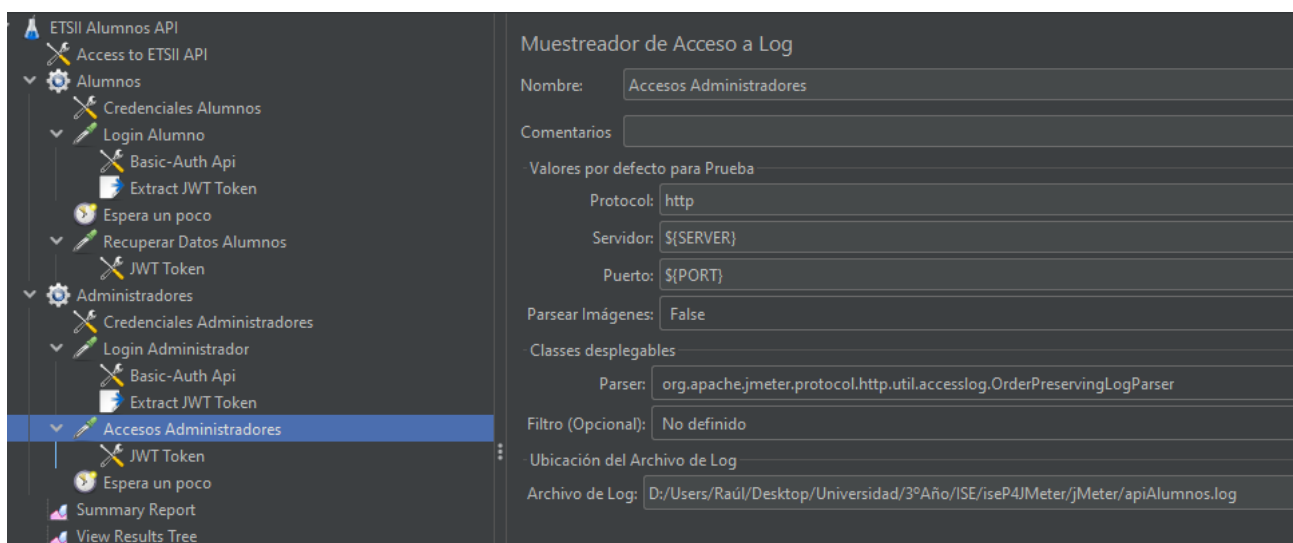 ETSII Alumnos API
Access to ETSII API
Alumnos
Credenciales Alumnos
Login Alumno
Basic-Auth Api
Extract JWT Token
Espera un poco
Recuperar Datos Alumnos
JWT Token
Administradores
Credenciales Administradores
Login Administrador
Basic-Auth Api
Extract JWT Token
Accesos Administradores
JWT Token
Espera un poco
Summary Report
View Results Tree
Muestreador de Acceso a Log
Nombre: Accesos Administradores
Comentarios
Valores por defecto para Prueba
Protocol: http
Servidor: ${SERVER}
Puerto: ${PORT}
Parsear Imágenes: False
Classes desplegables
Parser: org.apache.jmeter.protocol.http.util.accesslog.OrderPreservingLogParser
Filtro (Opcional): No definido
Ubicación del Archivo de Log
Archivo de Log: D:/Users/Raúl/Desktop/Universidad/3ºAño/ISE/iseP4JMeter/jMeter/apiAlumnos.log